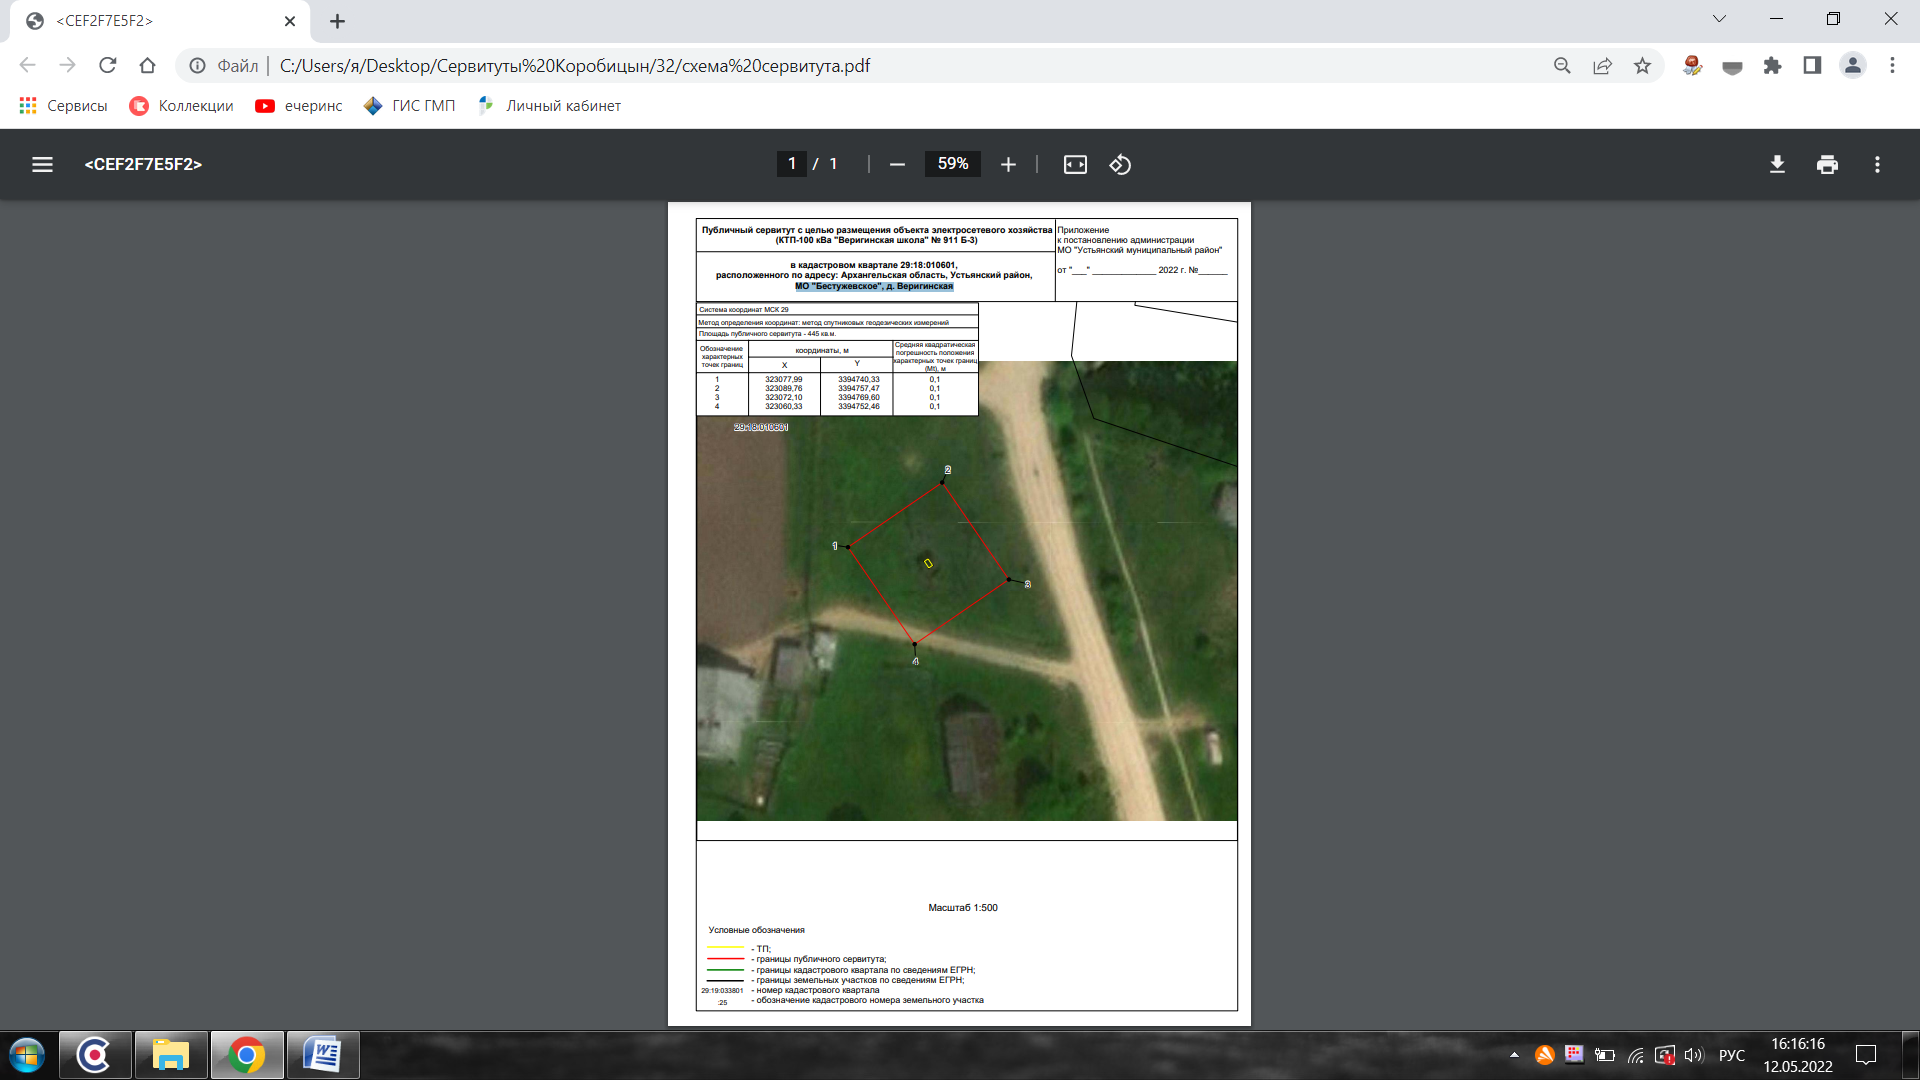 <CEF2F7E5F2>
Файл
C:/Users/я/Desktop/Сервитуты%20Коробицын/32/схема%20сервитута.pdf
Сервисы
Коллекции
ечеринс
ГИС ГМП
Личный кабинет
<CEF2F7E5F2>
1 / 1
59%
Публичный сервитут с целью размещения объекта электросетевого хозяйства
(КТП-100 кВа "Веригинская школа" № 911 Б-3)
в кадастровом квартале 29:18:010601,
расположенного по адресу: Архангельская область, Устьянский район,
МО "Бестужевское", д. Веригинская
Приложение
к постановлению администрации
МО "Устьянский муниципальный район"
от "___" _____________ 2022 г. №______
Система координат МСК 29
Метод определения координат: метод спутниковых геодезических измерений
Площадь публичного сервитута - 445 кв.м.
Обозначение характерных точек границ
координаты, м
X
Y
Средняя квадратическая погрешность положения характерных точек границ (Mt), м
1 323077,99 3394740,33 0,1
2 323089,76 3394757,47 0,1
3 323072,10 3394769,60 0,1
4 323060,33 3394752,46 0,1
29:18:010601
2
1
3
4
Масштаб 1:500
Условные обозначения
- ТП;
- границы публичного сервитута;
- границы кадастрового квартала по сведениям ЕГРН;
- границы земельных участков по сведениям ЕГРН;
29:19:033801 - номер кадастрового квартала
:25 - обозначение кадастрового номера земельного участка
РУС
16:16:16
12.05.2022